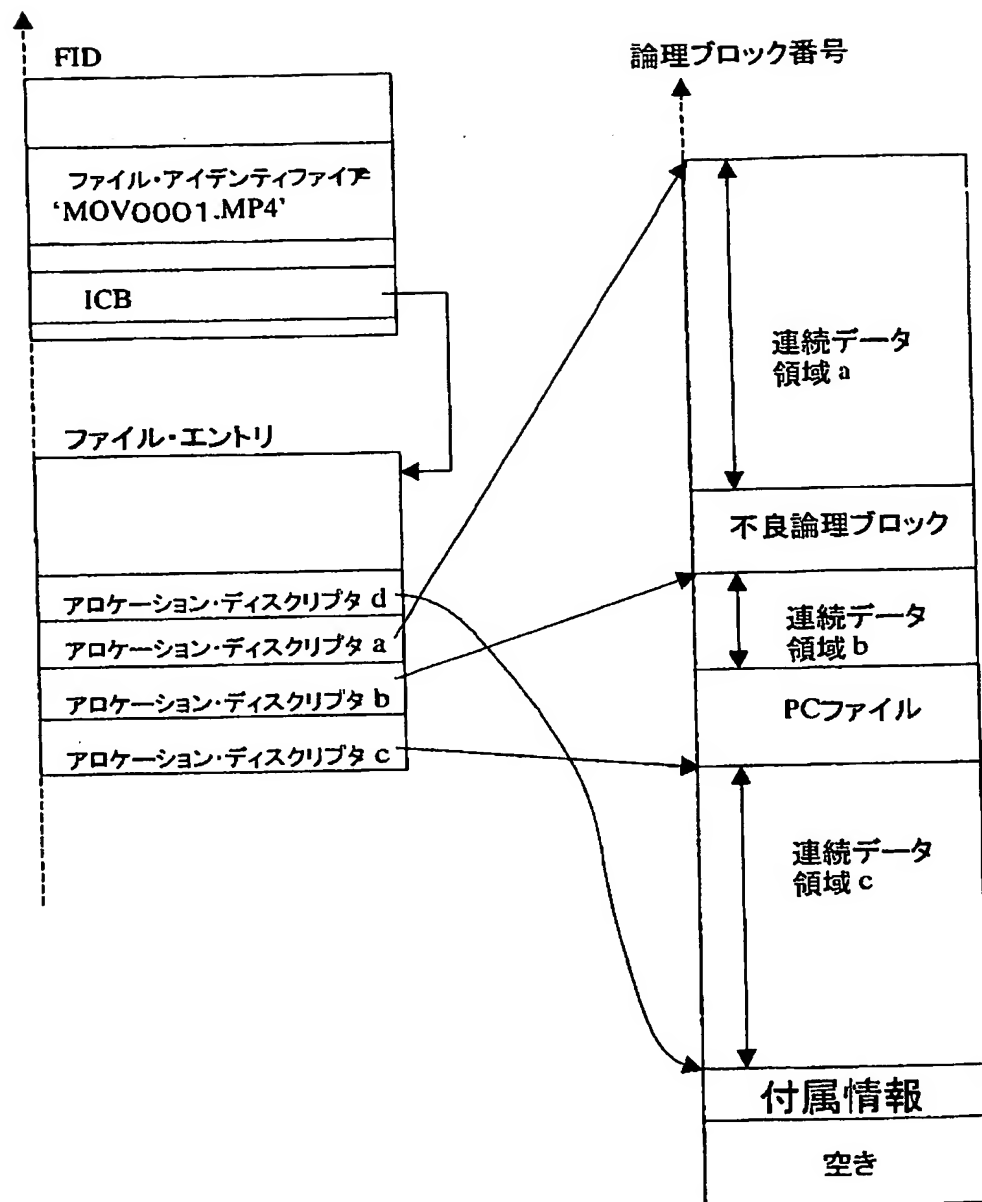 FID
ファイル・アイデンティファイア=
‘MOV0001.MP4’
ICB
ファイル・エントリ
アロケーション・ディスクリプタ d
アロケーション・ディスクリプタ a
アロケーション・ディスクリプタ b
アロケーション・ディスクリプタ c
論理ブロック番号
連続データ
領域 a
不良論理ブロック
連続データ
領域 b
PCファイル
連続データ
領域 c
付属情報
空き